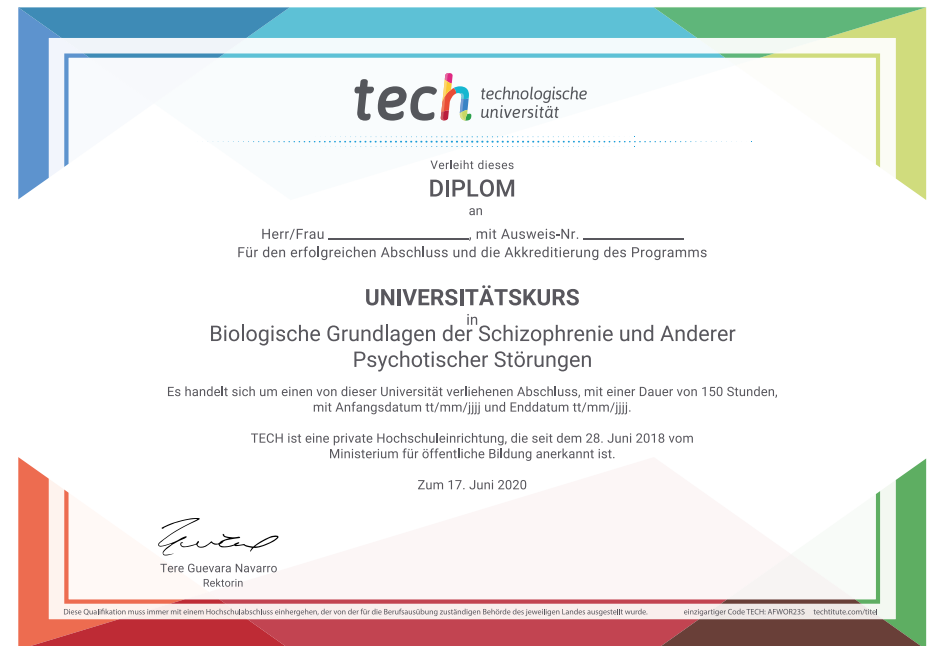 tech technologische
universität
Verleiht dieses
DIPLOM
an
Herr/Frau ____________, mit Ausweis-Nr. ____________
Für den erfolgreichen Abschluss und die Akkreditierung des Programms
UNIVERSITÄTSKURS
in
Biologische Grundlagen der Schizophrenie und Anderer
Psychotischer Störungen
Es handelt sich um einen von dieser Universität verliehenen Abschluss, mit einer Dauer von 150 Stunden,
mit Anfangsdatum tt/mm/jjjj und Enddatum tt/mm/jjjj.
TECH ist eine private Hochschuleinrichtung, die seit dem 28. Juni 2018 vom
Ministerium für öffentliche Bildung anerkannt ist.
Zum 17. Juni 2020
Tere Guevara Navarro
Rektorin
Diese Qualifikation muss immer mit einem Hochschulabschluss einhergehen, der von der für die Berufsausübung zuständigen Behörde des jeweiligen Landes ausgestellt wurde. einzigartiger Code TECH: AFWOR23S techtitute.com/titel